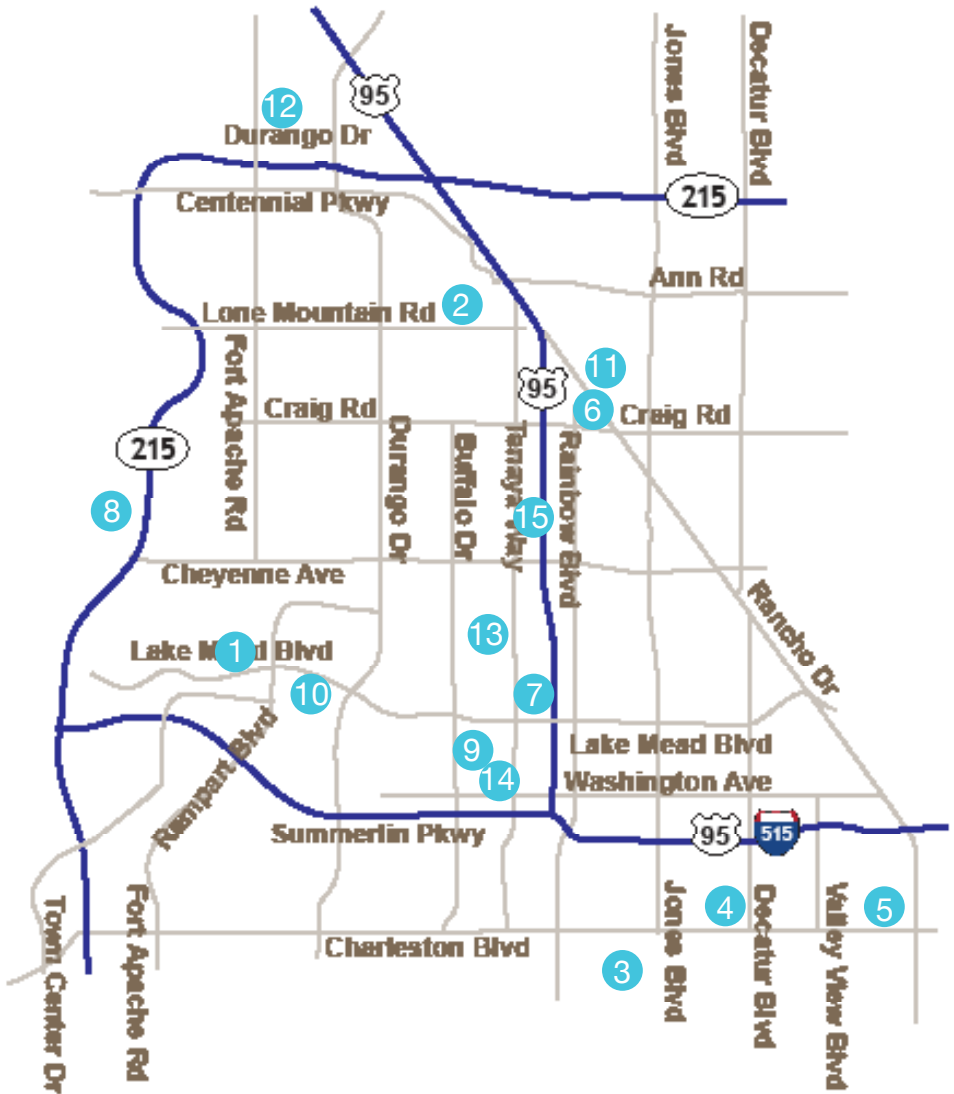 Jones Blvd
Decatur Blvd
95
12
Durango Dr
215
Centennial Pkwy
Ann Rd
2
Lone Mountain Rd
Fort Apache Rd
11
95
6
Craig Rd
Craig Rd
215
Durango Dr
Buffalo Dr
Tenaya Way
Rainbow Blvd
8
15
Cheyenne Ave
Rancho Dr
13
Lake Mead Blvd
1
10
7
Rampart Blvd
9
Lake Mead Blvd
14
Washington Ave
Summerlin Pkwy
95
515
4
5
Town Center Dr
Fort Apache Rd
Jones Blvd
Decatur Blvd
Valley View Blvd
Charleston Blvd
3